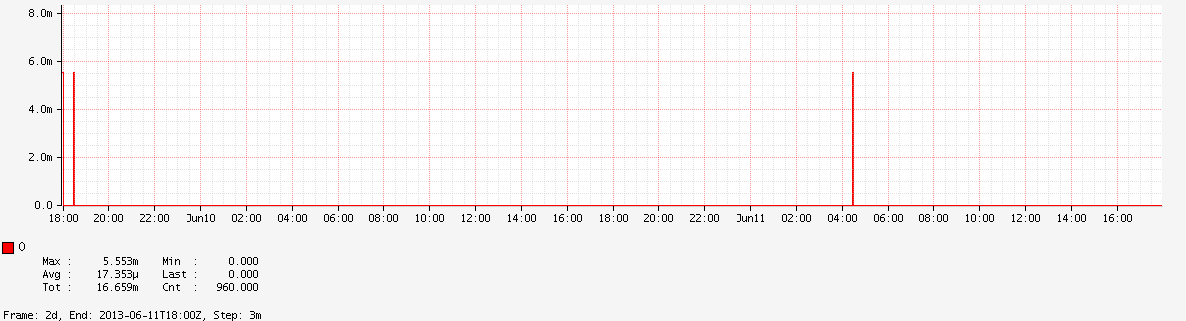 8.0m
6.0m
4.0m
2.0m
0.0
18:00 20:00 22:00 Jun10 02:00 04:00 06:00 08:00 10:00 12:00 14:00 16:00 18:00 20:00 22:00 Jun11 02:00 04:00 06:00 08:00 10:00 12:00 14:00 16:00
0
Max : 5.553m Min : 0.000
Avg : 17.353µ Last : 0.000
Tot : 16.659m Cnt : 960.000
Frame: 2d, End: 2013-06-11T18:00Z, Step: 3m